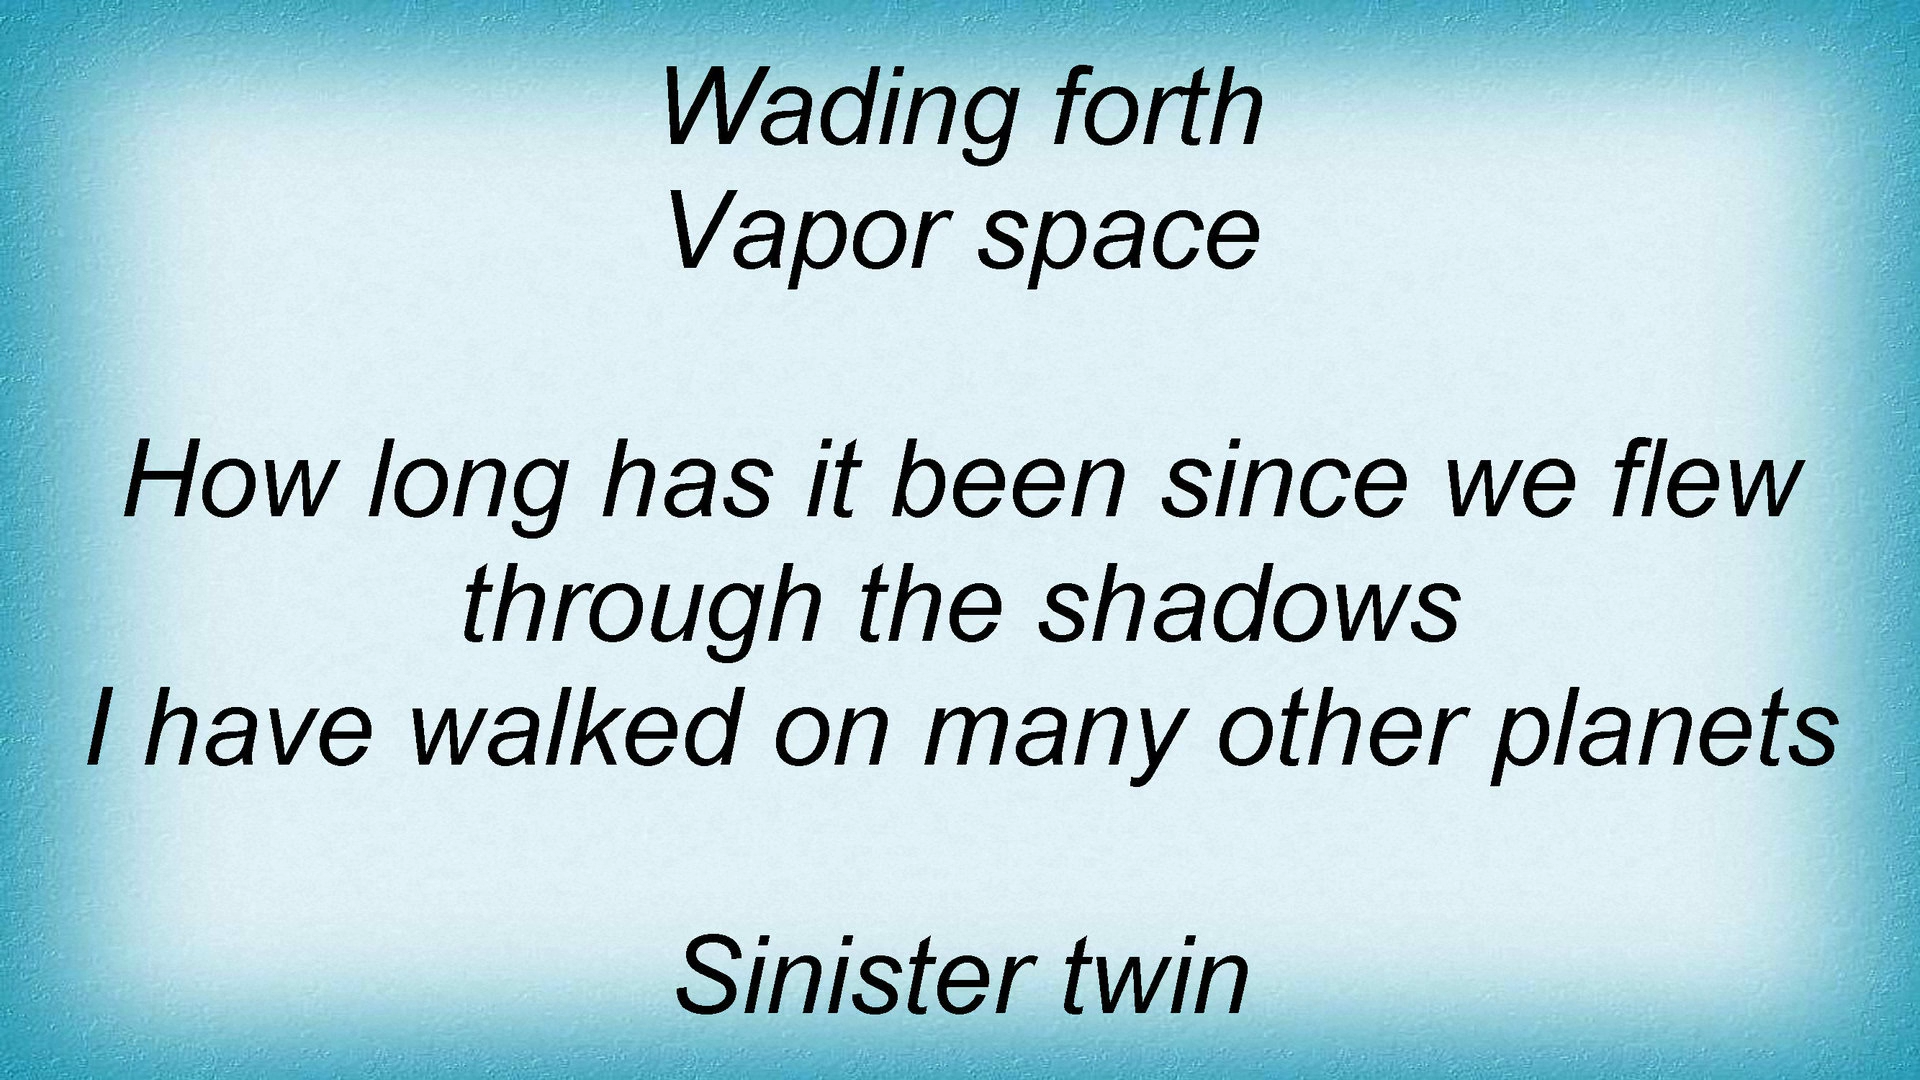 Wading forth
Vapor space
How long has it been since we flew
through the shadows
I have walked on many other planets
Sinister twin